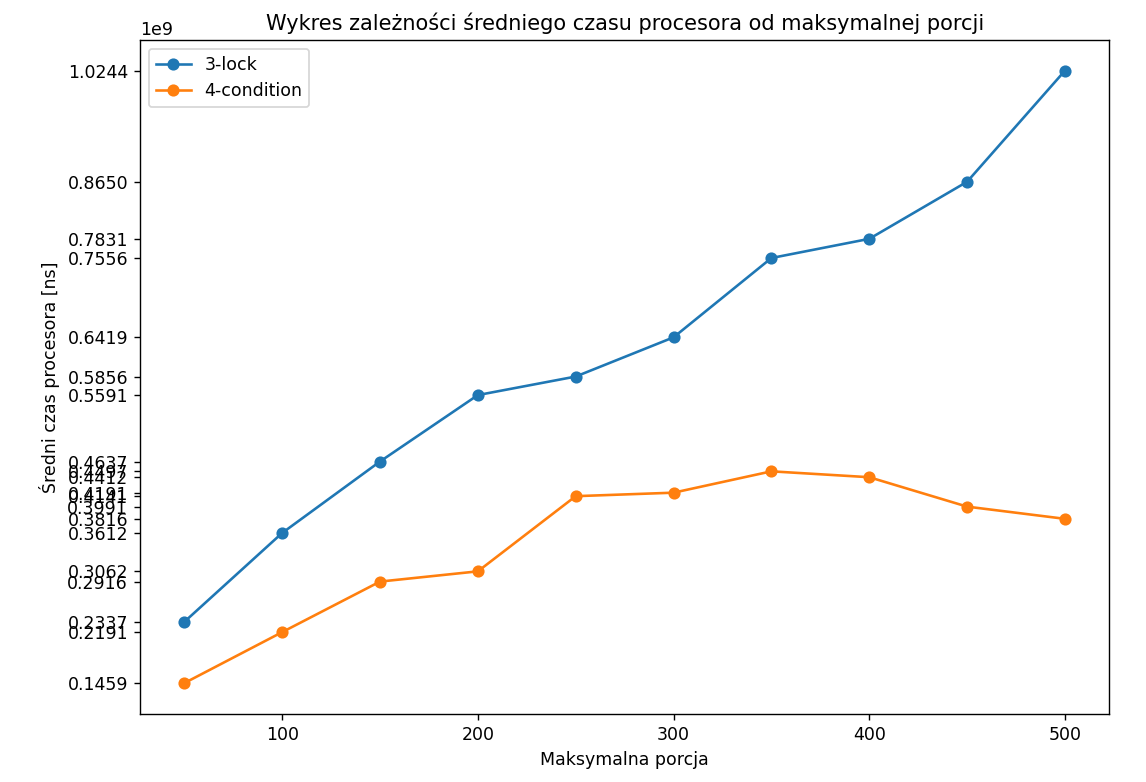 Wykres zależności średniego czasu procesora od maksymalnej porcji
1e9
3-lock
4-condition
1.0244
0.8650
0.7831
0.7556
0.6419
0.5856
0.5591
0.4637
0.4412
0.4191
0.3991
0.3816
0.3612
0.3062
0.2916
0.2337
0.2191
0.1459
Średni czas procesora [ns]
100 200 300 400 500
Maksymalna porcja